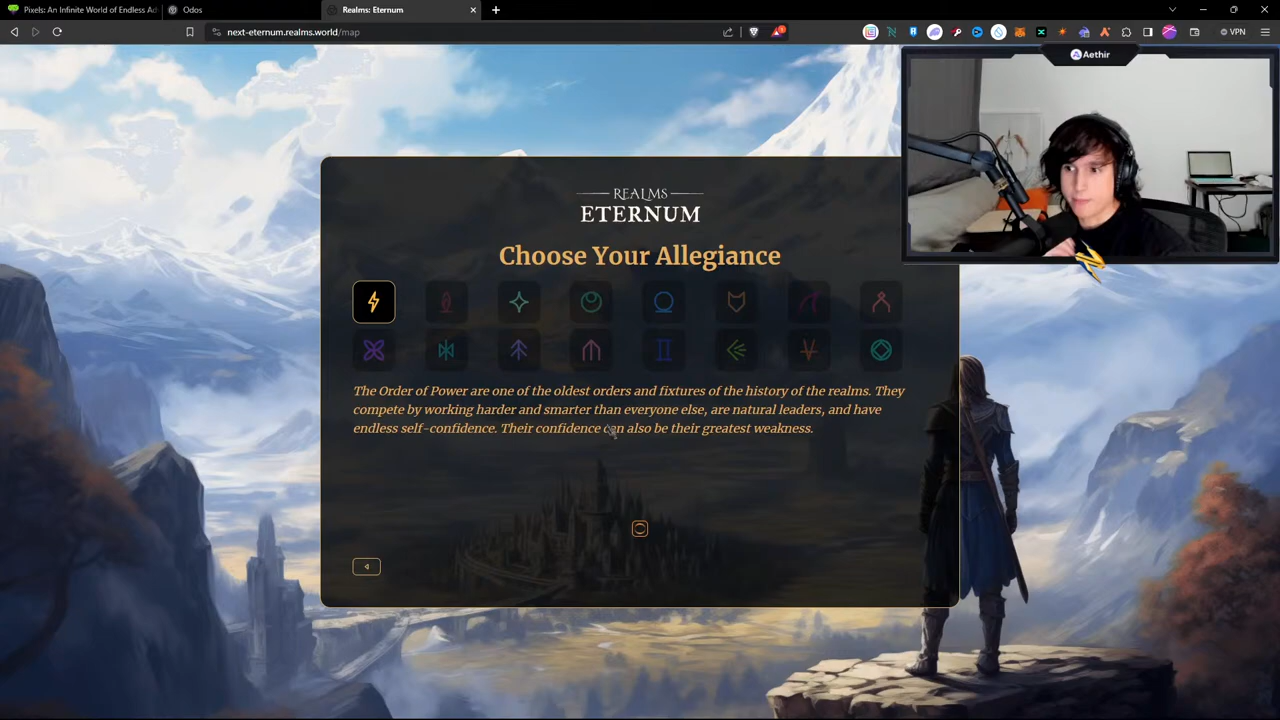 Pixels: An Infinite World of Endless Ad
Odos
Realms: Eternum
next-eternum.realms.world/map
VPN
Aethir
REALMS
ETERNUM
Choose Your Allegiance
The Order of Power are one of the oldest orders and fixtures of the history of the realms. They
compete by working harder and smarter than everyone else, are natural leaders, and have
endless self-confidence. Their confidence can also be their greatest weakness.